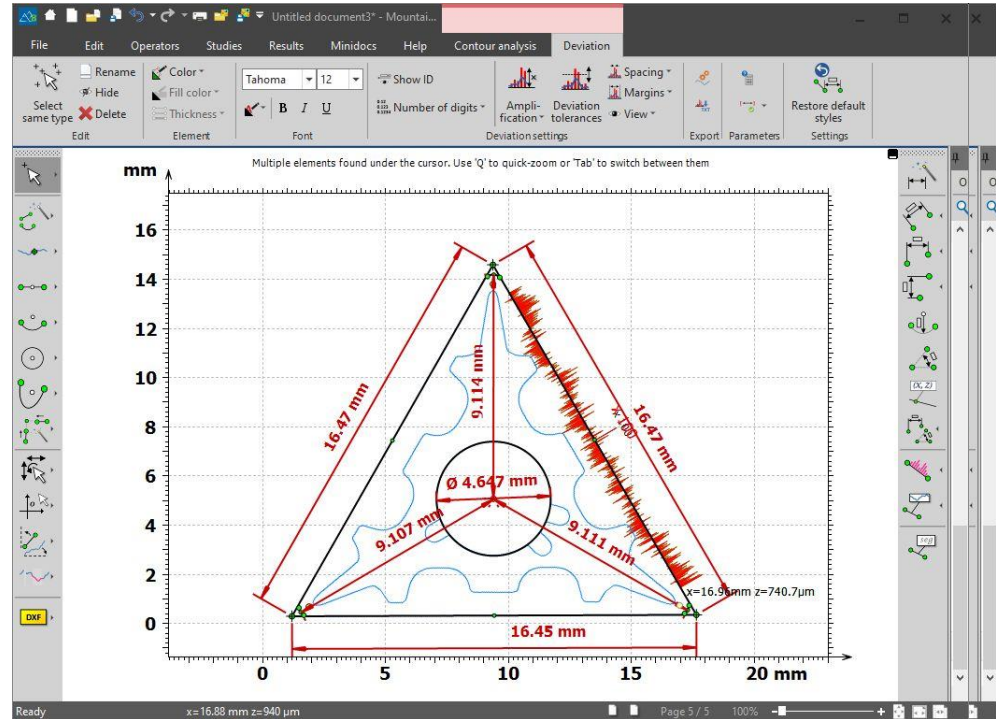 Untitled document3* - Mountai...
File Edit Operators Studies Results Minidocs Help Contour analysis Deviation
Select same type
Rename
Hide
Delete
Edit
Color
Fill color
Thickness
Element
Tahoma 12
B I U
Font
Show ID
Number of digits
Ampli-fication
Deviation tolerances
Spacing
Margins
View
Deviation settings
Export
Parameters
Restore default styles
Settings
Multiple elements found under the cursor. Use 'Q' to quick-zoom or 'Tab' to switch between them
mm
16
14
12
10
8
6
4
2
0
0 5 10 15 20 mm
16.47 mm
9.114 mm
x 100
16.47 mm
Ø 4.647 mm
9.107 mm
9.111 mm
x=16.96mm z=740.7µm
16.45 mm
(X, Z)
DXF
Ready x=16.88 mm z=940 µm Page 5 / 5 100%